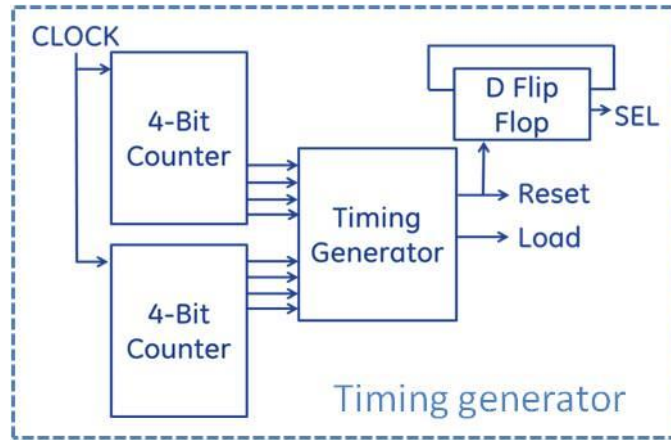 CLOCK
4-Bit
Counter
D Flip
Flop
SEL
Timing
Generator
Reset
Load
4-Bit
Counter
Timing generator